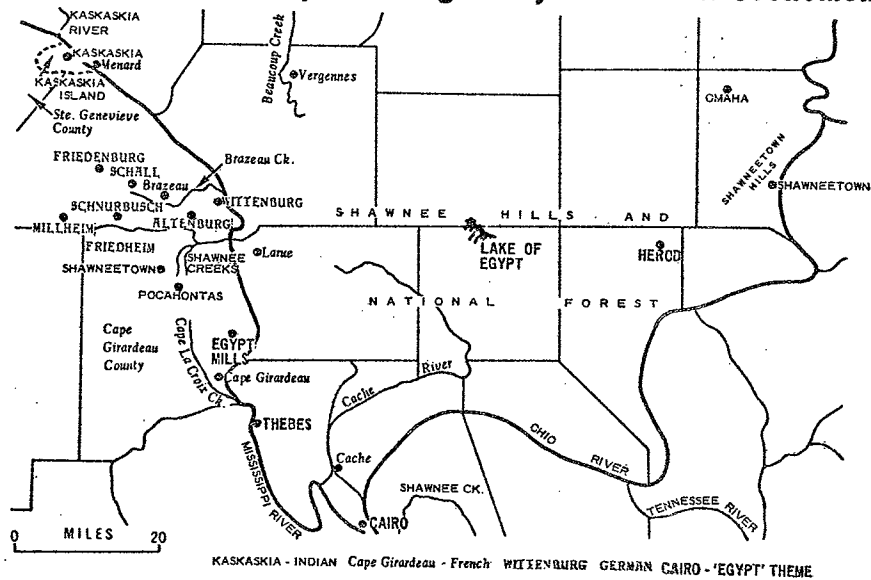 KASKASKIA
RIVER
KASKASKIA
Menard
KASKASKIA
ISLAND
Ste. Genevieve
County
Beaucoup Creek
Vergennes
OMAHA
SHAWNEETOWN
HILLS
SHAWNEETOWN
FRIEDENBURG
SCHALL
Brazeau
Brazeau Ck.
WITTENBURG
SCHNURBUSCH
MILLHEIM
ALTENBURG
FRIEDHEIM
SHAWNEE
CREEKS
SHAWNEETOWN
POCAHONTAS
Larue
SHAWNEE HILLS AND
LAKE OF
EGYPT
HEROD
NATIONAL FOREST
Cape
Girardeau
County
Cape La Croix Ck.
EGYPT
MILLS
Cape Girardeau
THEBES
Cache River
Cache
MISSISSIPPI RIVER
OHIO
RIVER
SHAWNEE CK.
CAIRO
TENNESSEE RIVER
0 MILES 20
KASKASKIA - INDIAN Cape Girardeau - French WITTENBURG GERMAN CAIRO - 'EGYPT' THEME